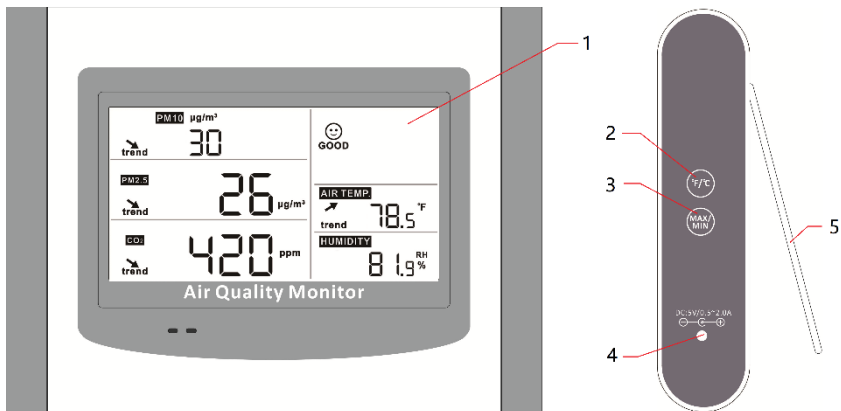 PM10 µg/m³
trend 30
GOOD
PM2.5
trend 26 µg/m³
AIR TEMP.
trend 78.5 °F
CO₂
trend 420 ppm
HUMIDITY
81.9 RH %
Air Quality Monitor
1
2
°F/°C
3
MAX/
MIN
5
DC:5V/0.5~2.0A
4